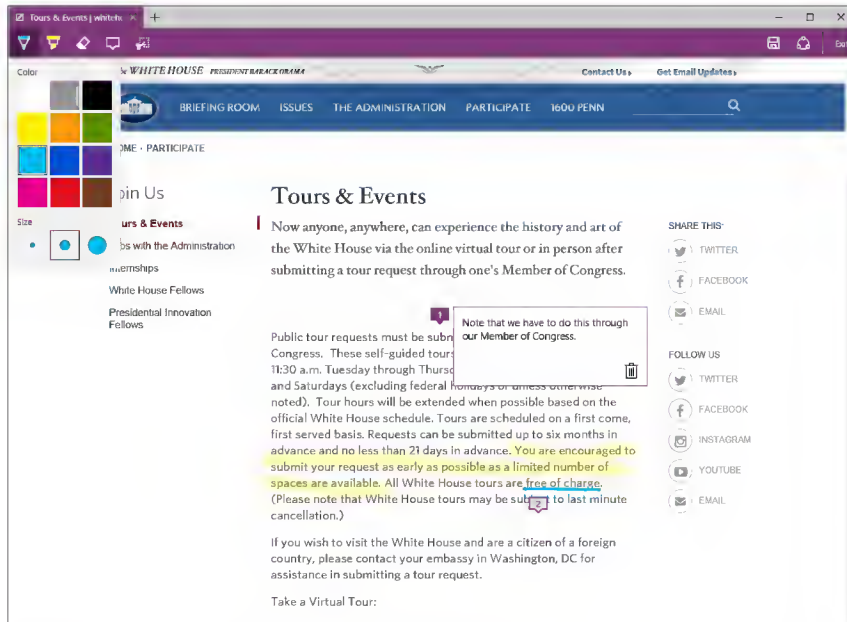 Tours & Events | whiteho
Exit
Color
Size
the WHITE HOUSE PRESIDENT BARACK OBAMA
Contact Us
Get Email Updates
BRIEFING ROOM ISSUES THE ADMINISTRATION PARTICIPATE 1600 PENN
HOME · PARTICIPATE
Join Us
Tours & Events
Jobs with the Administration
Internships
White House Fellows
Presidential Innovation
Fellows
Tours & Events
Now anyone, anywhere, can experience the history and art of
the White House via the online virtual tour or in person after
submitting a tour request through one's Member of Congress.
1
Note that we have to do this through
our Member of Congress.
Public tour requests must be subm
Congress. These self-guided tours
11:30 a.m. Tuesday through Thursd
and Saturdays (excluding federal holidays or unless otherwise
noted). Tour hours will be extended when possible based on the
official White House schedule. Tours are scheduled on a first come,
first served basis. Requests can be submitted up to six months in
advance and no less than 21 days in advance. You are encouraged to
submit your request as early as possible as a limited number of
spaces are available. All White House tours are free of charge.
(Please note that White House tours may be subject to last minute
cancellation.)
2
If you wish to visit the White House and are a citizen of a foreign
country, please contact your embassy in Washington, DC for
assistance in submitting a tour request.
Take a Virtual Tour:
SHARE THIS:
TWITTER
FACEBOOK
EMAIL
FOLLOW US
TWITTER
FACEBOOK
INSTAGRAM
YOUTUBE
EMAIL